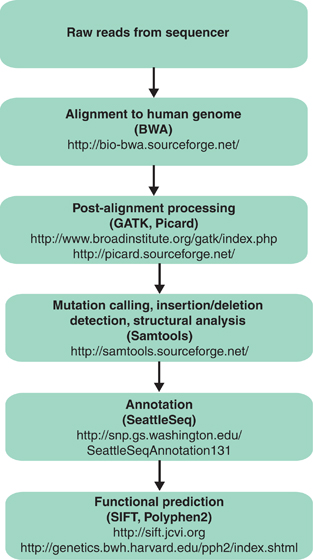 Raw reads from sequencer
Alignment to human genome
(BWA)
http://bio-bwa.sourceforge.net/
Post-alignment processing
(GATK, Picard)
http://www.broadinstitute.org/gatk/index.php
http://picard.sourceforge.net/
Mutation calling, insertion/deletion
detection, structural analysis
(Samtools)
http://samtools.sourceforge.net/
Annotation
(SeattleSeq)
http://snp.gs.washington.edu/
SeattleSeqAnnotation131
Functional prediction
(SIFT, Polyphen2)
http://sift.jcvi.org
http://genetics.bwh.harvard.edu/pph2/index.shtml